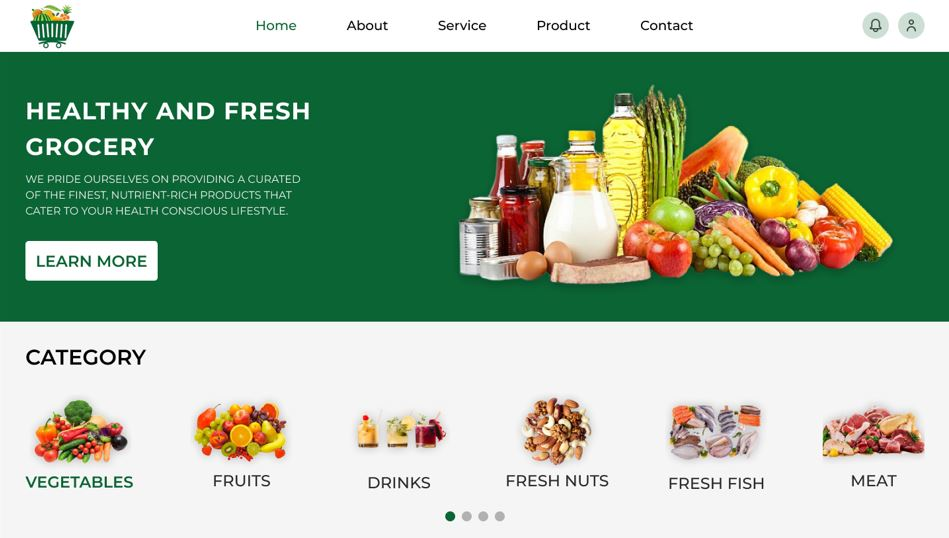 Home
About
Service
Product
Contact
HEALTHY AND FRESH
GROCERY
WE PRIDE OURSELVES ON PROVIDING A CURATED
OF THE FINEST, NUTRIENT-RICH PRODUCTS THAT
CATER TO YOUR HEALTH CONSCIOUS LIFESTYLE.
LEARN MORE
CATEGORY
VEGETABLES
FRUITS
DRINKS
FRESH NUTS
FRESH FISH
MEAT